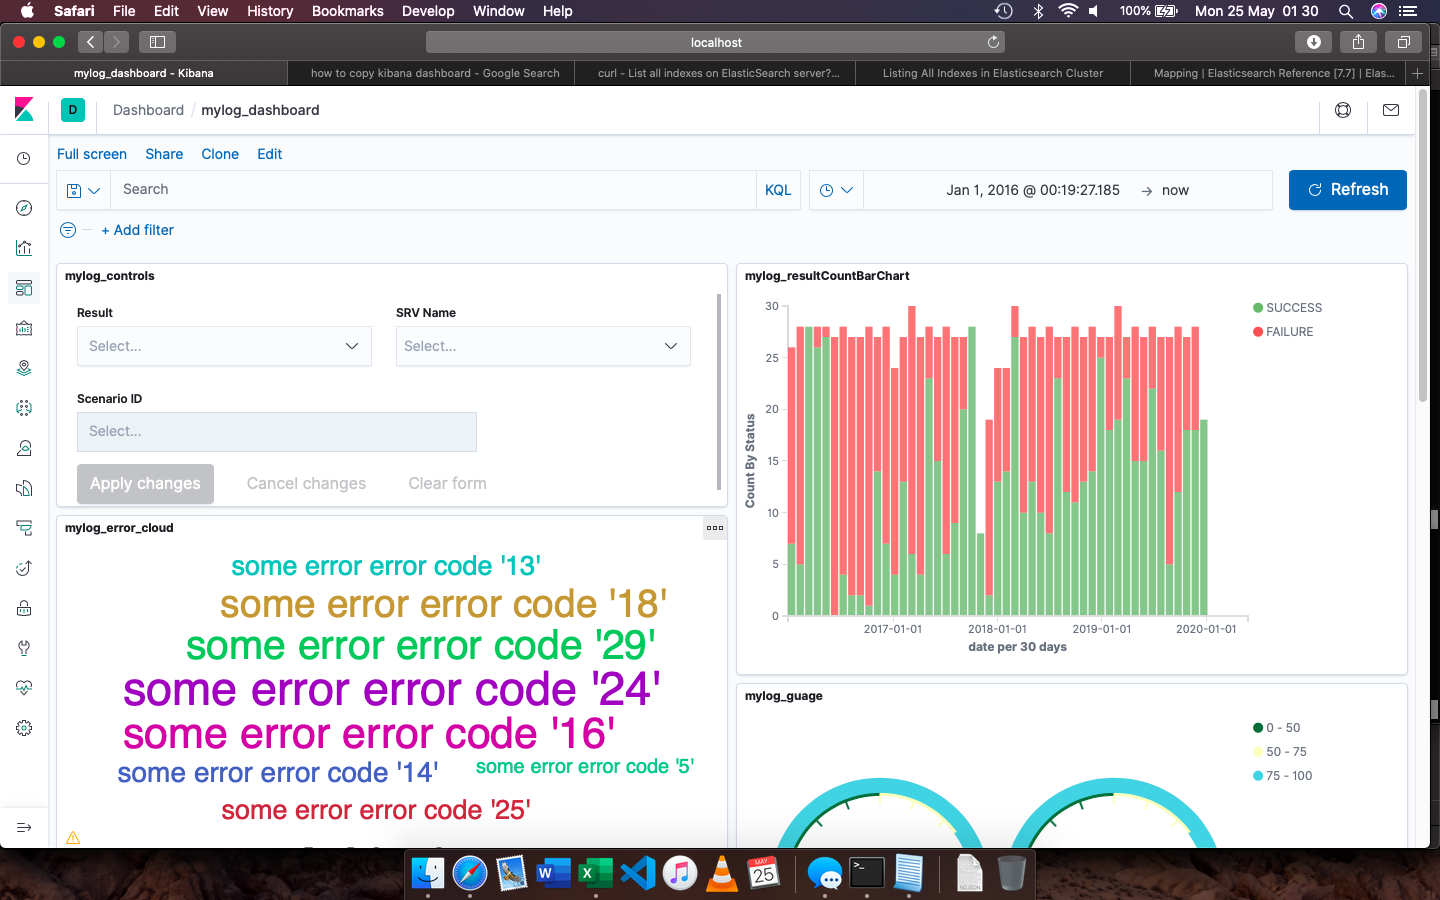 Safari File Edit View History Bookmarks Develop Window Help 100% Mon 25 May 01 30
localhost
mylog_dashboard - Kibana
how to copy kibana dashboard - Google Search
curl - List all indexes on ElasticSearch server?...
Listing All Indexes in Elasticsearch Cluster
Mapping | Elasticsearch Reference [7.7] | Elas...
D Dashboard / mylog_dashboard
Full screen Share Clone Edit
Search KQL Jan 1, 2016 @ 00:19:27.185 → now Refresh
+ Add filter
mylog_controls
Result
Select...
SRV Name
Select...
Scenario ID
Select...
Apply changes Cancel changes Clear form
mylog_error_cloud
some error error code '13'
some error error code '18'
some error error code '29'
some error error code '24'
some error error code '16'
some error error code '14'
some error error code '5'
some error error code '25'
mylog_resultCountBarChart
Count By Status
30
25
20
15
10
5
0
2017-01-01 2018-01-01 2019-01-01 2020-01-01
date per 30 days
SUCCESS
FAILURE
mylog_guage
0 - 50
50 - 75
75 - 100
W X MAY 25 >_